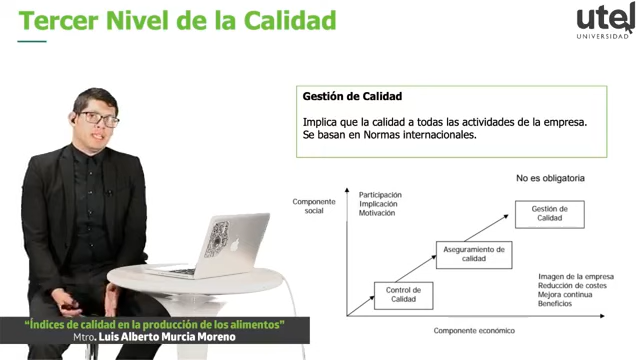 Tercer Nivel de la Calidad
utel
UNIVERSIDAD
Gestión de Calidad
Implica que la calidad a todas las actividades de la empresa.
Se basan en Normas internacionales.
No es obligatoria
Componente
social
Participación
Implicación
Motivación
Gestión de
Calidad
Aseguramiento de
calidad
Control de
Calidad
Imagen de la empresa
Reducción de costes
Mejora continua
Beneficios
Componente económico
“Índices de calidad en la producción de los alimentos”
Mtro. Luis Alberto Murcia Moreno